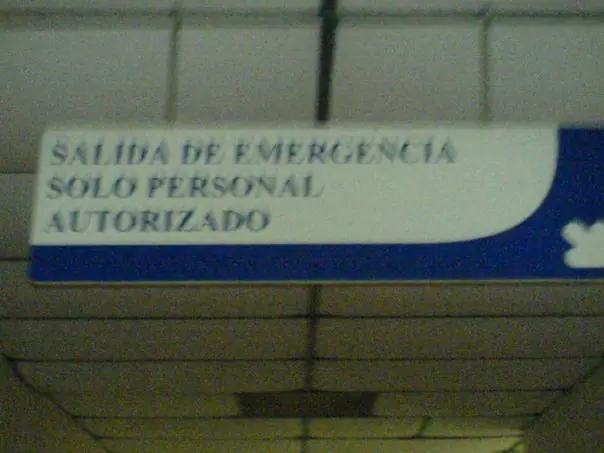 SALIDA DE EMERGENCIA
SOLO PERSONAL
AUTORIZADO